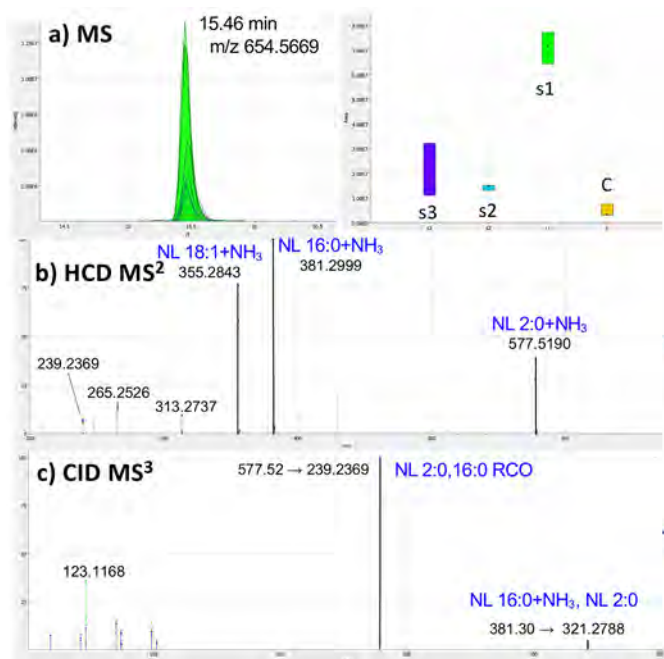 a) MS
15.46 min
m/z 654.5669
s1
s3
s2
C
b) HCD MS²
NL 18:1+NH₃
355.2843
NL 16:0+NH₃
381.2999
NL 2:0+NH₃
577.5190
239.2369
265.2526
313.2737
c) CID MS³
577.52 → 239.2369
NL 2:0,16:0 RCO
123.1168
NL 16:0+NH₃, NL 2:0
381.30 → 321.2788